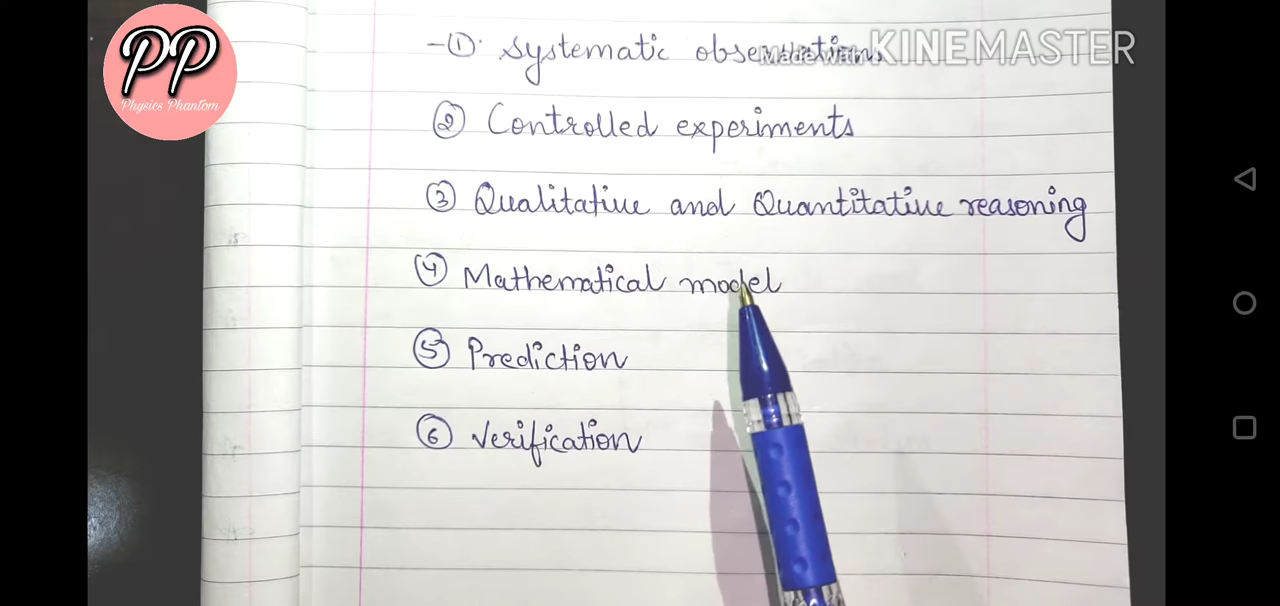 PP
Physics Phantom
Made with KINEMASTER
-① Systematic observations
② Controlled experiments
③ Qualitative and Quantitative reasoning
④ Mathematical model
⑤ Prediction
⑥ Verification